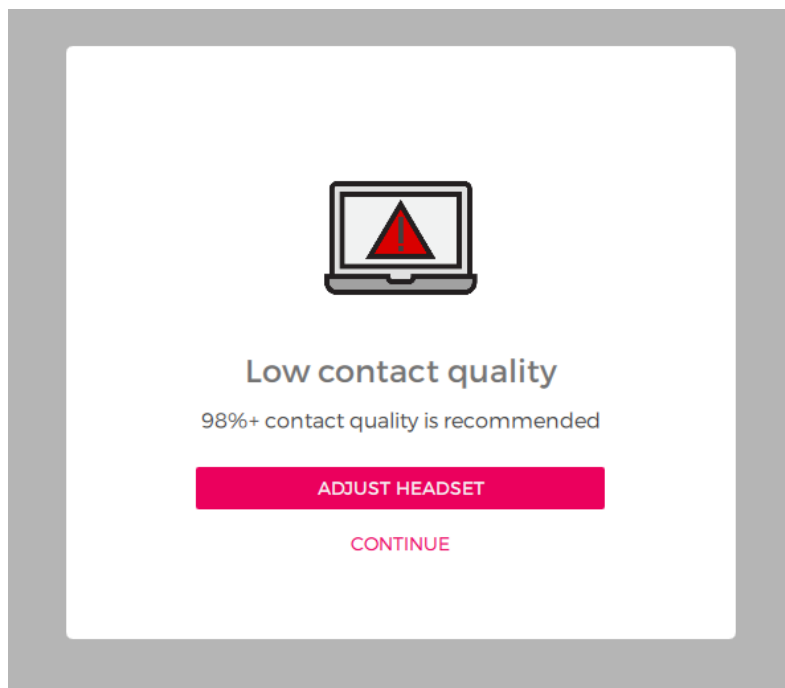 Low contact quality
98%+ contact quality is recommended
ADJUST HEADSET
CONTINUE